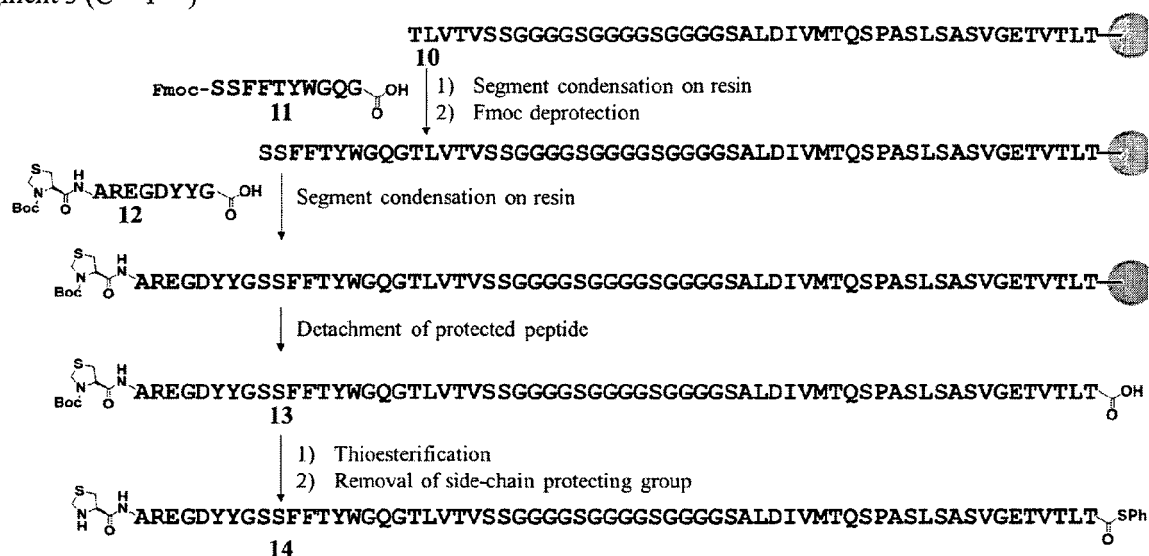 TLVTVSSGGGGSGGGGSGGGGSALDIVMTQSPASLSASVGETVTLT
10
Fmoc-SSFFTYWGQG OH
O
11
1) Segment condensation on resin
2) Fmoc deprotection
SSFFTYWGQGTLVTVSSGGGGSGGGGSGGGGSALDIVMTQSPASLSASVGETVTLT
S N Boc O H N AREGDYYG OH O
12
Segment condensation on resin
S N Boc O H N AREGDYYGSSFFTYWGQGTLVTVSSGGGGSGGGGSGGGGSALDIVMTQSPASLSASVGETVTLT
Detachment of protected peptide
S N Boc O H N AREGDYYGSSFFTYWGQGTLVTVSSGGGGSGGGGSGGGGSALDIVMTQSPASLSASVGETVTLT OH O
13
1) Thioesterification
2) Removal of side-chain protecting group
S N H O H N AREGDYYGSSFFTYWGQGTLVTVSSGGGGSGGGGSGGGGSALDIVMTQSPASLSASVGETVTLT SPh O
14